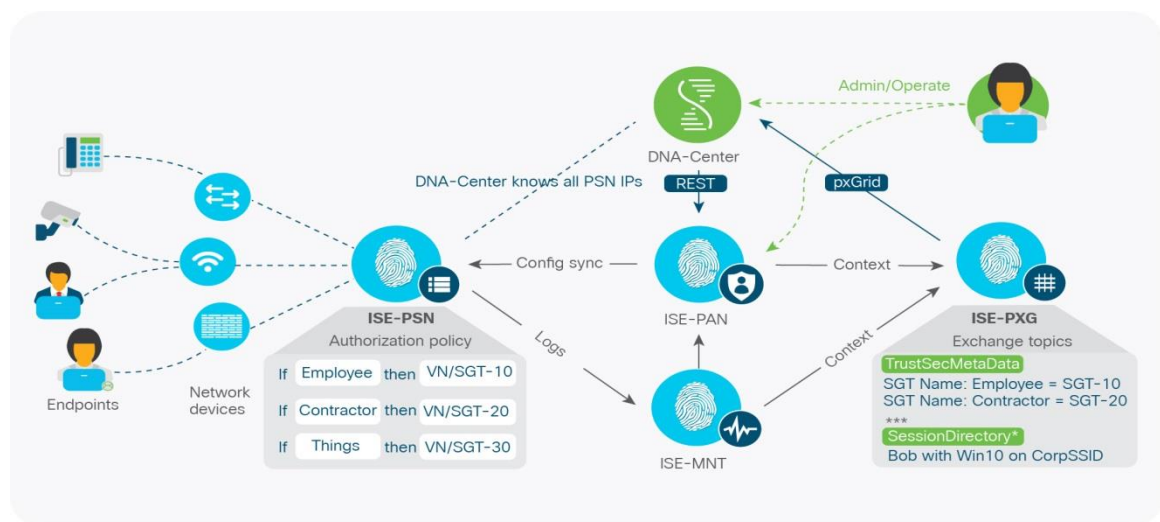 Admin/Operate
DNA-Center
DNA-Center knows all PSN IPs
REST
pxGrid
Config sync
Context
ISE-PSN
Authorization policy
If Employee then VN/SGT-10
If Contractor then VN/SGT-20
If Things then VN/SGT-30
Endpoints
Network
devices
Logs
ISE-PAN
Context
ISE-MNT
ISE-PXG
Exchange topics
TrustSecMetaData
SGT Name: Employee = SGT-10
SGT Name: Contractor = SGT-20
***
SessionDirectory*
Bob with Win10 on CorpSSID